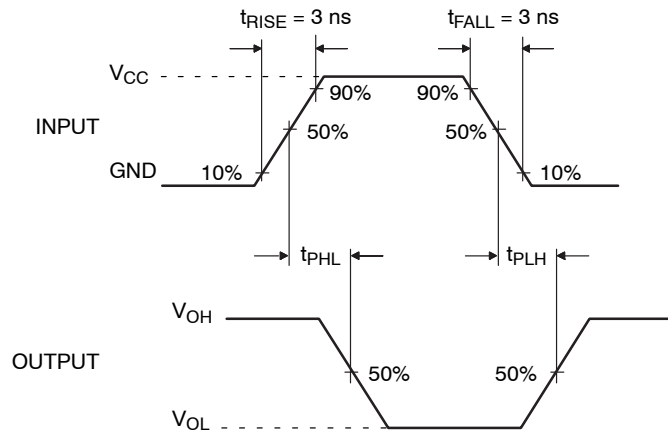 tRISE = 3 ns tFALL = 3 ns
VCC
90% 90%
INPUT 50% 50%
GND 10% 10%
tPHL tPLH
VOH
OUTPUT 50% 50%
VOL